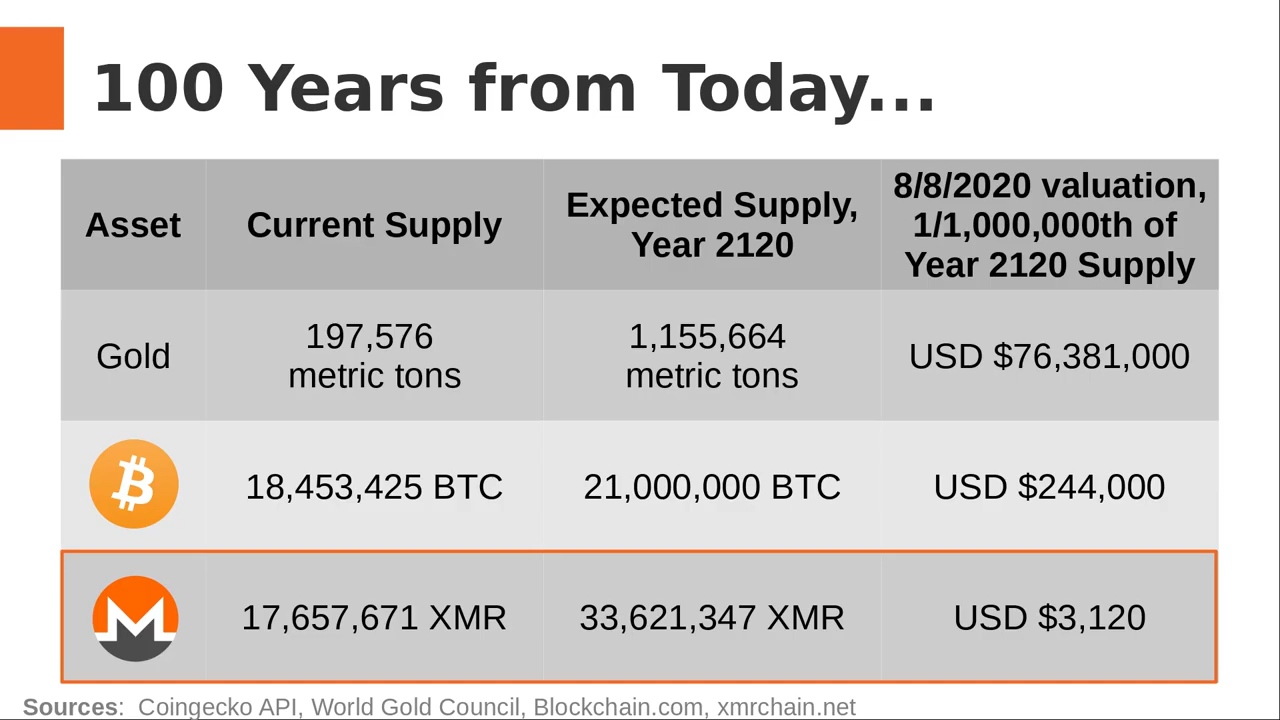 100 Years from Today...
Asset
Current Supply
Expected Supply,
Year 2120
8/8/2020 valuation,
1/1,000,000th of
Year 2120 Supply
Gold
197,576
metric tons
1,155,664
metric tons
USD $76,381,000
18,453,425 BTC
21,000,000 BTC
USD $244,000
17,657,671 XMR
33,621,347 XMR
USD $3,120
Sources: Coingecko API, World Gold Council, Blockchain.com, xmrchain.net